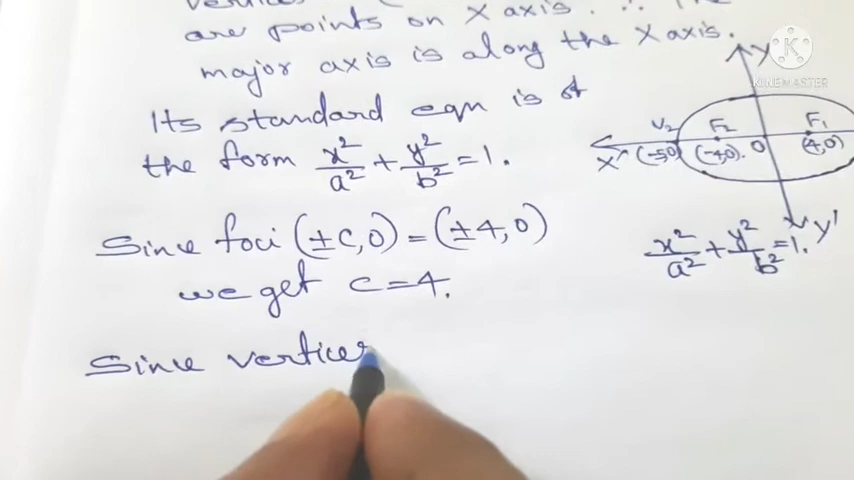 are points on X axis. ∴ The
major axis is along the X axis.
Its standard eqn is of
the form x²/a² + y²/b² = 1.
Since foci (±c,0) = (±4,0)
we get c = 4.
Since vertices
Y
V₂ F₂ F₁
X' (-5,0) (-4,0) O (4,0)
Y'
x²/a² + y²/b² = 1.
K
KINEMASTER